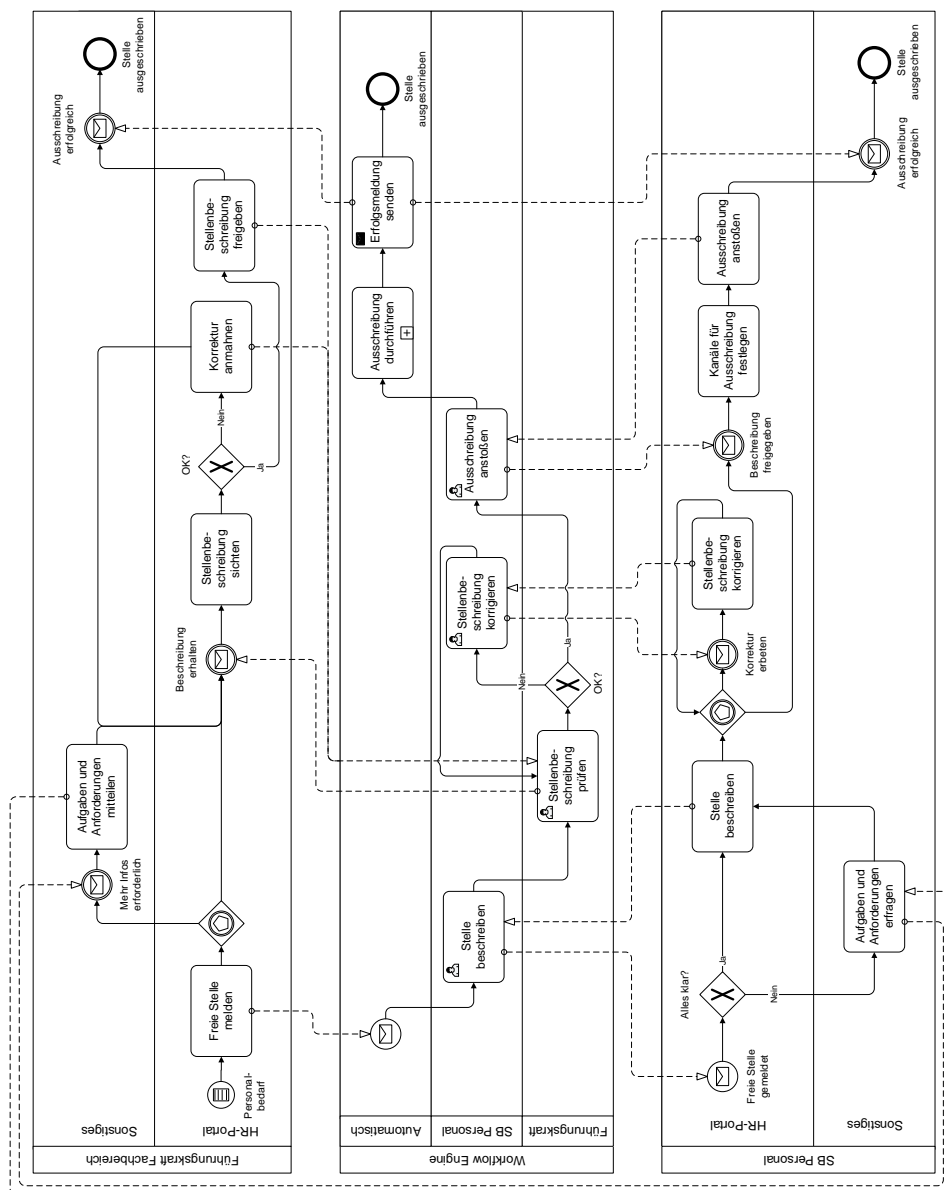 Führungskraft Fachbereich
Sonstiges
HR-Portal
Personal-
bedarf
Freie Stelle
melden
Mehr Infos
erforderlich
Aufgaben und
Anforderungen
mitteilen
Beschreibung
erhalten
Stellenbe-
schreibung
sichten
OK?
Nein
Ja
Korrektur
anmahnen
Stellenbe-
schreibung
freigeben
Ausschreibung
erfolgreich
Stelle
ausgeschrieben
Workflow Engine
Automatisch
SB Personal
Führungskraft
Stelle
beschreiben
Stellenbe-
schreibung
prüfen
OK?
Nein
Ja
Stellenbe-
schreibung
korrigieren
Ausschreibung
anstoßen
Ausschreibung
durchführen
Erfolgsmeldung
senden
Stelle
ausgeschrieben
SB Personal
HR-Portal
Sonstiges
Freie Stelle
gemeldet
Alles klar?
Ja
Nein
Aufgaben und
Anforderungen
erfragen
Stelle
beschreiben
Korrektur
erbeten
Stellenbe-
schreibung
korrigieren
Beschreibung
freigegeben
Kanäle für
Ausschreibung
festlegen
Ausschreibung
anstoßen
Ausschreibung
erfolgreich
Stelle
ausgeschrieben